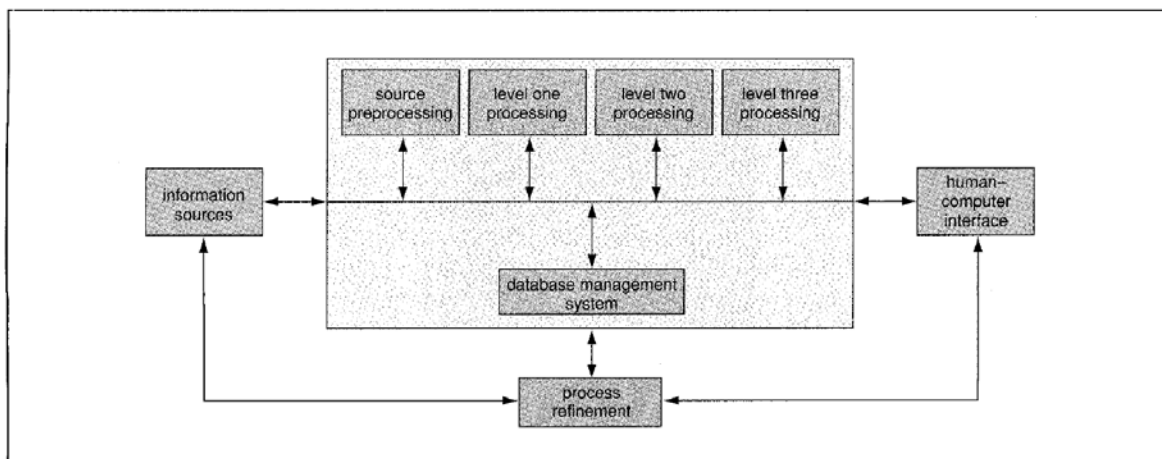 source
preprocessing
level one
processing
level two
processing
level three
processing
information
sources
human–
computer
interface
database management
system
process
refinement